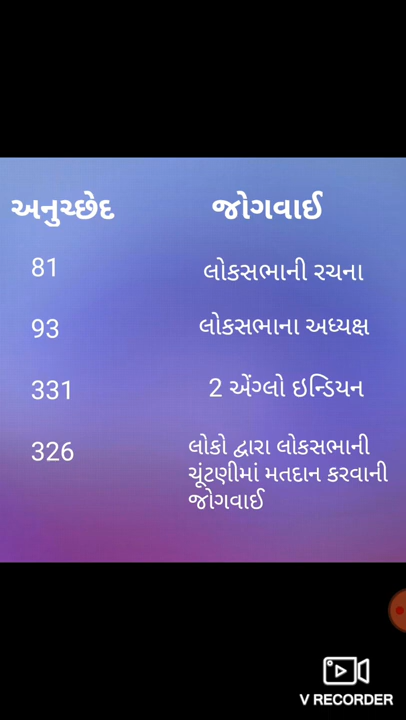 અનુચ્છેદ જોગવાઈ
81 લોકસભાની રચના
93 લોકસભાના અધ્યક્ષ
331 2 એંગ્લો ઇન્ડિયન
326 લોકો દ્વારા લોકસભાની
ચૂંટણીમાં મતદાન કરવાની
જોગવાઈ
V RECORDER